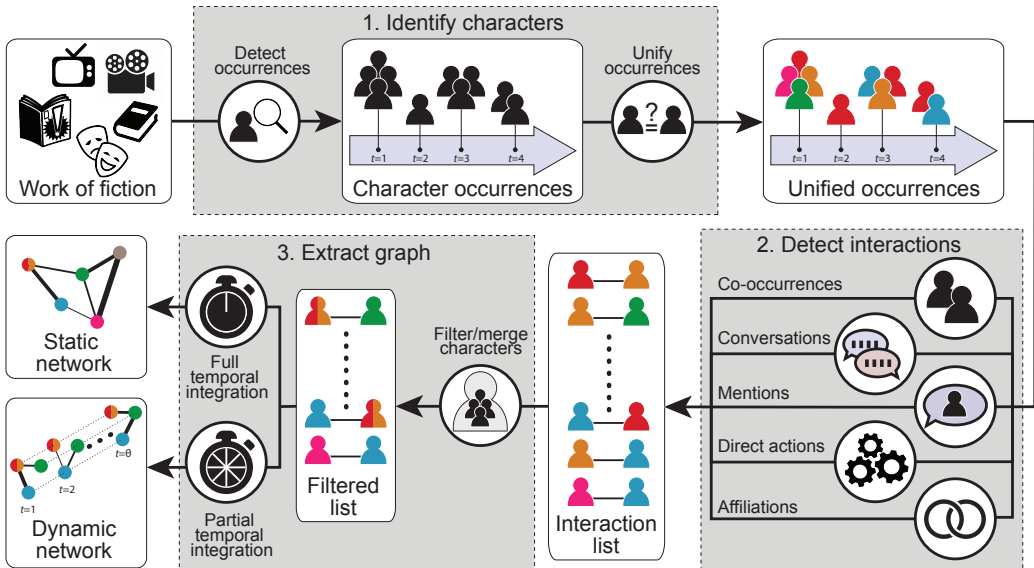 1. Identify characters
Detect
occurrences
?
=
Unify
occurrences
t=1
t=2
t=3
t=4
t=1
t=2
t=3
t=4
Work of fiction
Character occurrences
Unified occurrences
2. Detect interactions
Co-occurrences
Conversations
Mentions
Direct actions
Affiliations
Interaction
list
3. Extract graph
Filter/merge
characters
Filtered
list
Full
temporal
integration
Partial
temporal
integration
Static
network
t=1
t=2
t=θ
Dynamic
network